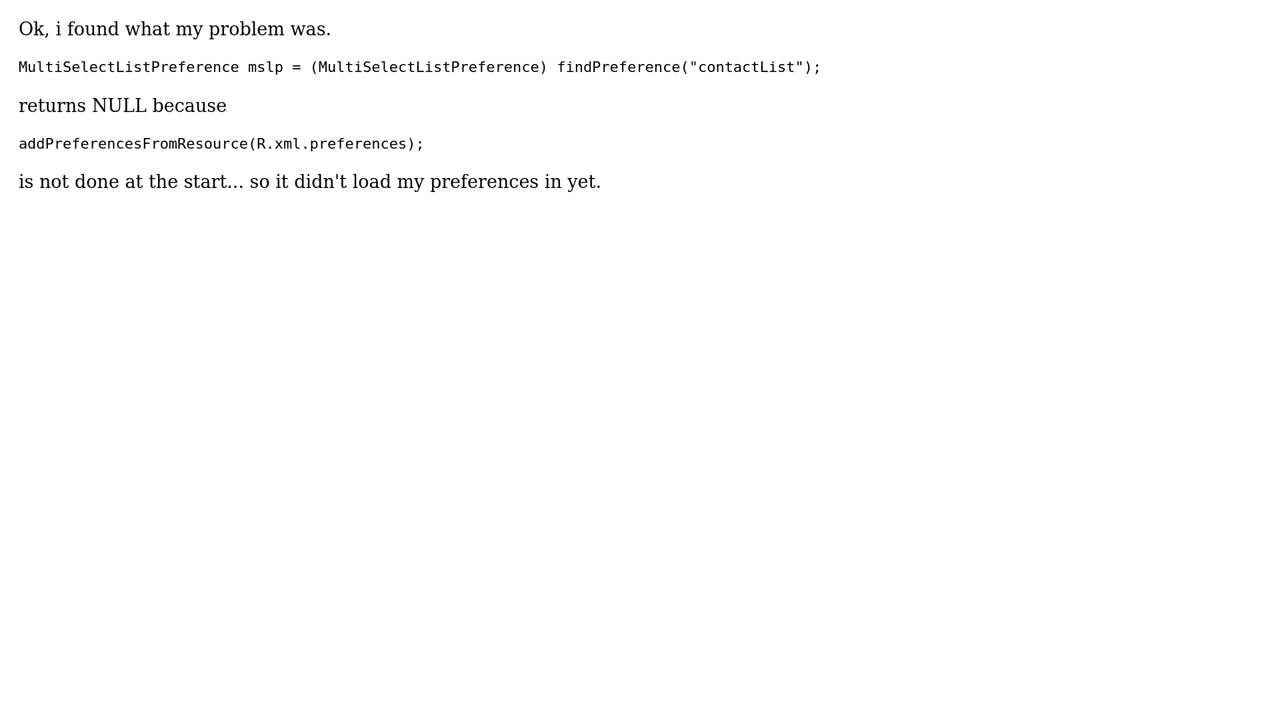 Ok, i found what my problem was.
MultiSelectListPreference mslp = (MultiSelectListPreference) findPreference("contactList");
returns NULL because
addPreferencesFromResource(R.xml.preferences);
is not done at the start... so it didn't load my preferences in yet.